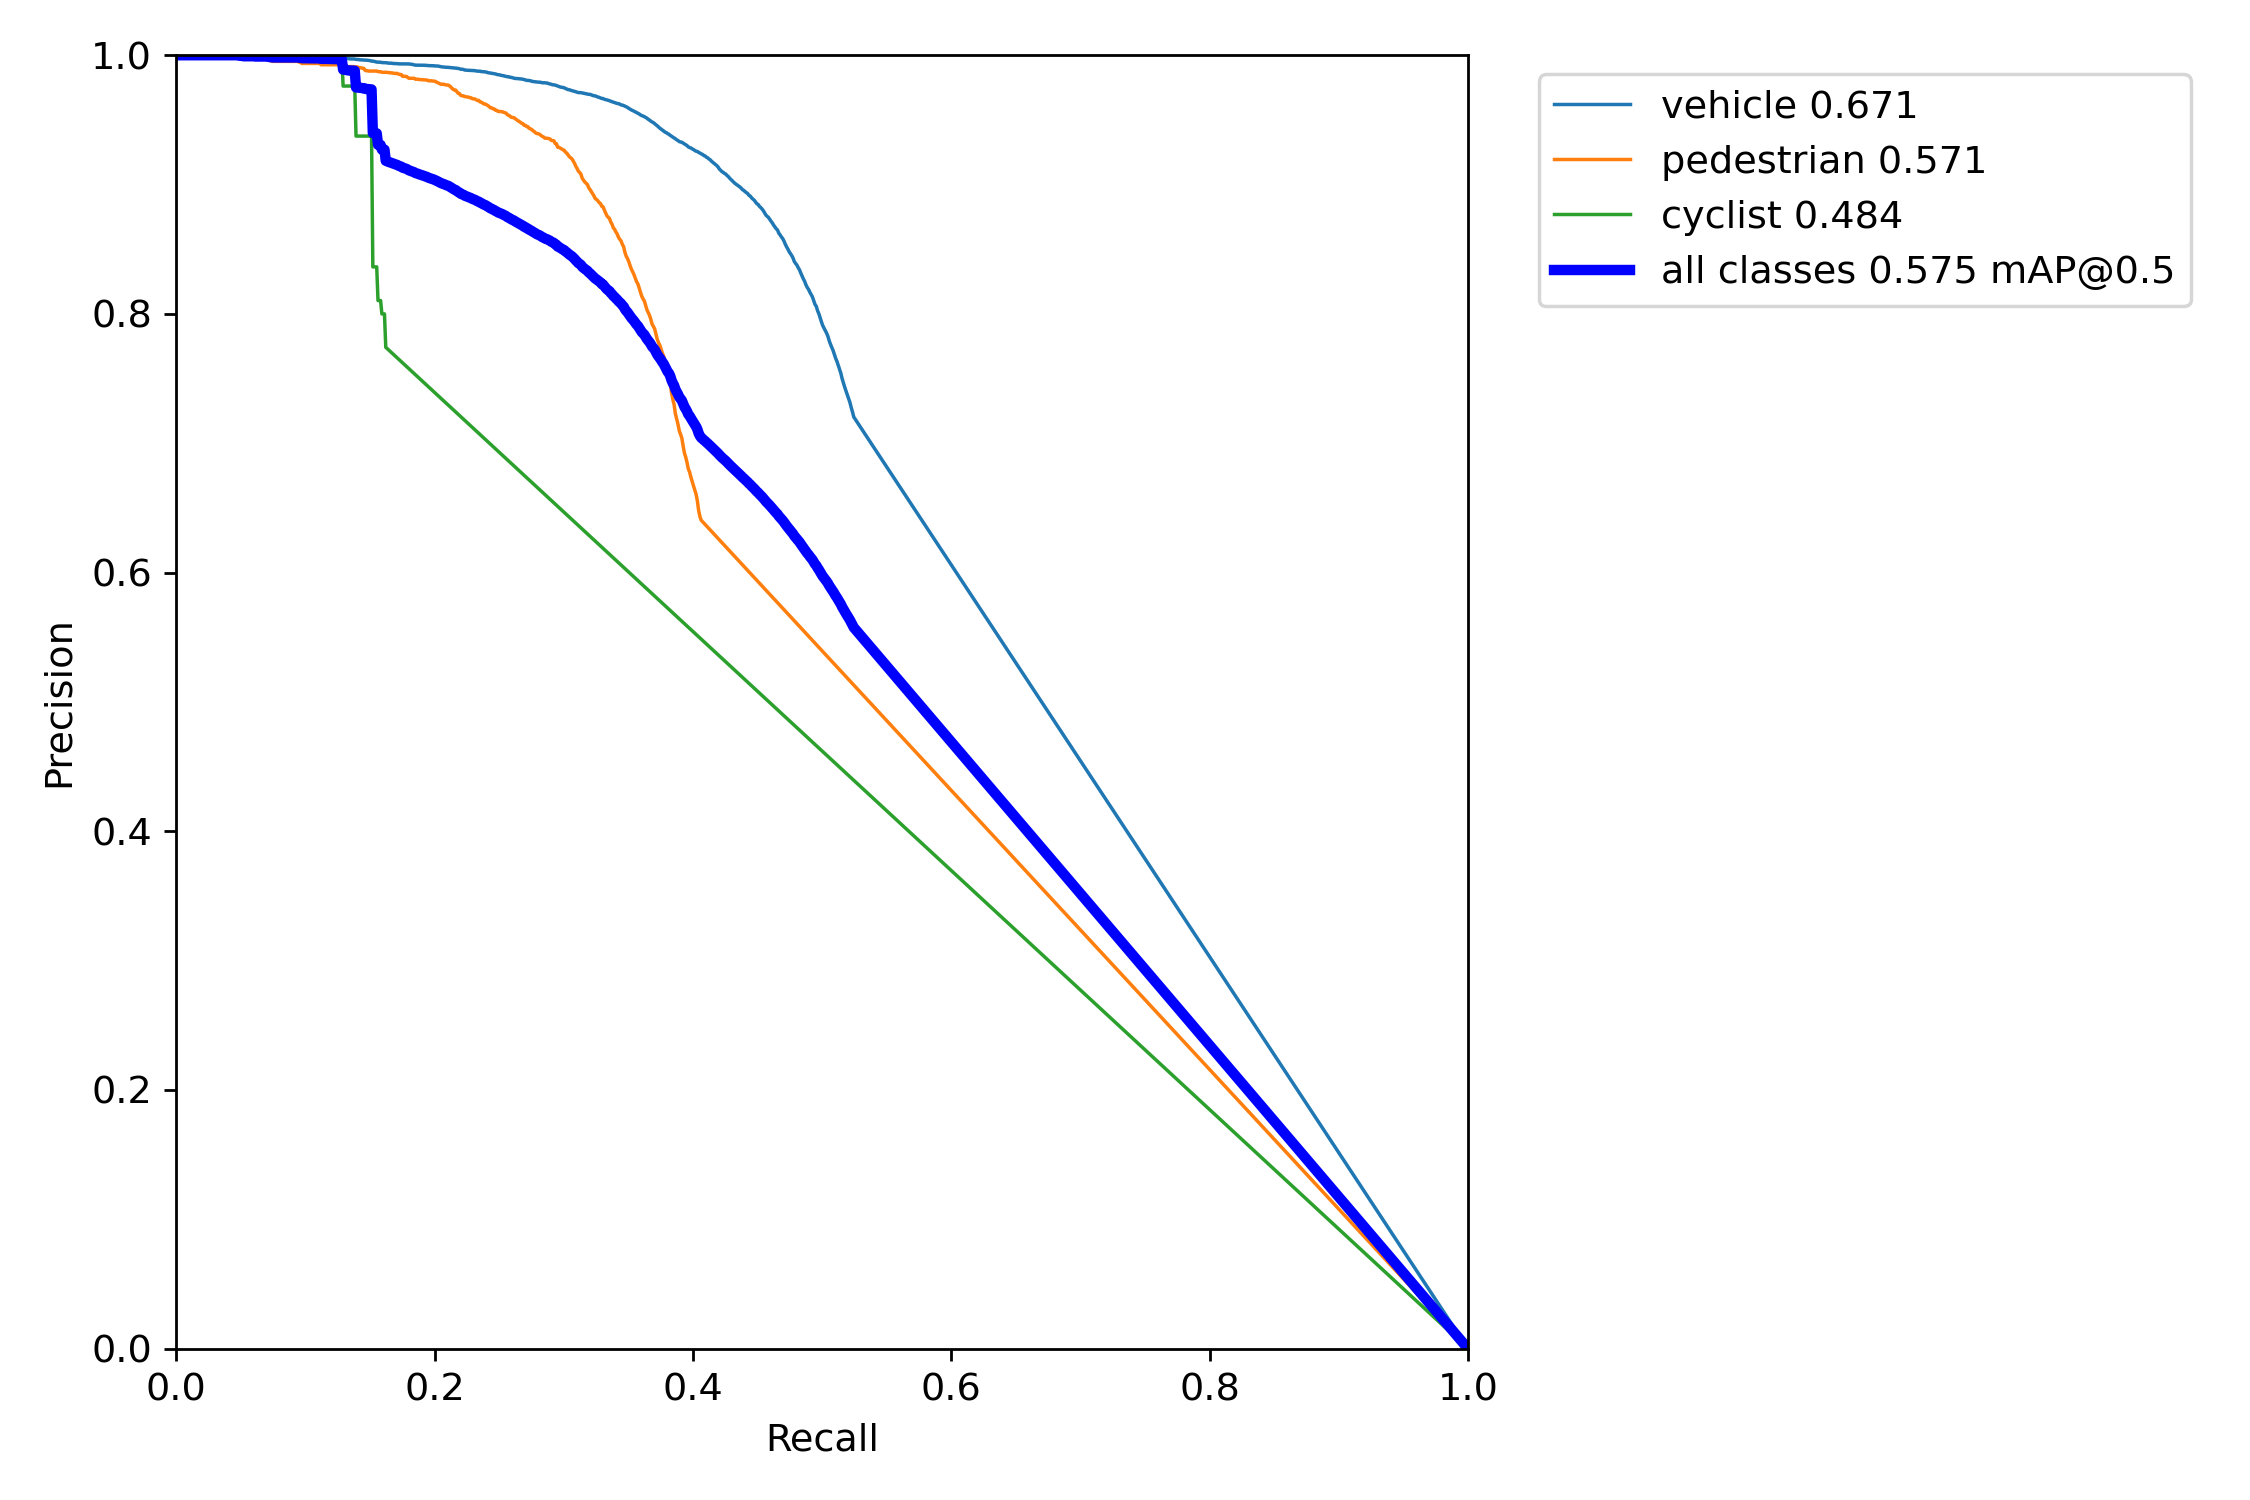 1.0
0.8
0.6
0.4
0.2
0.0
0.0 0.2 0.4 0.6 0.8 1.0
Precision
Recall
vehicle 0.671
pedestrian 0.571
cyclist 0.484
all classes 0.575 mAP@0.5